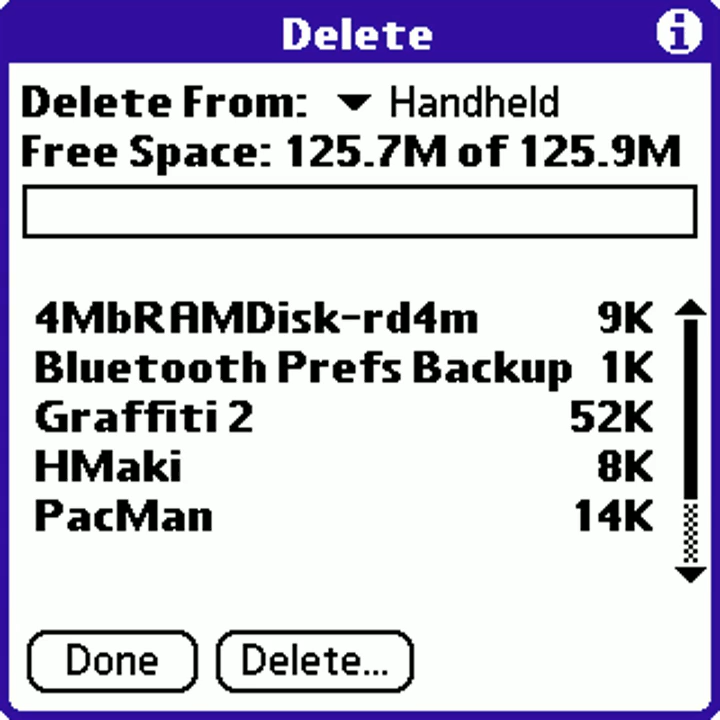 Delete
Delete From: Handheld
Free Space: 125.7M of 125.9M
4MbRAMDisk-rd4m 9K
Bluetooth Prefs Backup 1K
Graffiti 2 52K
HMaki 8K
PacMan 14K
Done Delete...